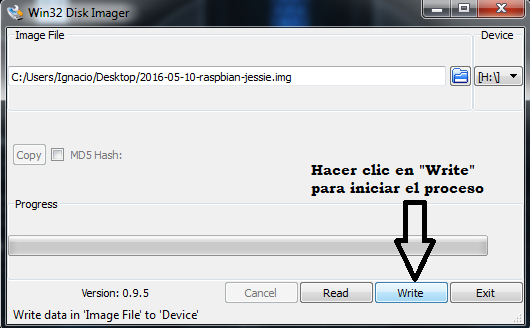 Win32 Disk Imager
Image File
Device
C:/Users/Ignacio/Desktop/2016-05-10-raspbian-jessie.img
[H:\]
Copy
MD5 Hash:
Hacer clic en "Write"
para iniciar el proceso
Progress
Version: 0.9.5
Cancel
Read
Write
Exit
Write data in 'Image File' to 'Device'